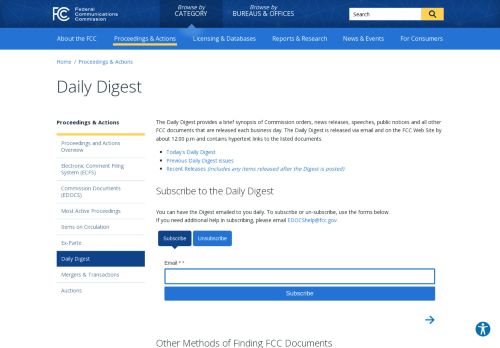 FCC
Federal
Communications
Commission
Browse by
CATEGORY
Browse by
BUREAUS & OFFICES
Search
About the FCC
Proceedings & Actions
Licensing & Databases
Reports & Research
News & Events
For Consumers
Home / Proceedings & Actions
Daily Digest
Proceedings & Actions
Proceedings and Actions
Overview
Electronic Comment Filing
System (ECFS)
Commission Documents
(EDOCS)
Most Active Proceedings
Items on Circulation
Ex-Parte
Daily Digest
Mergers & Transactions
Auctions
The Daily Digest provides a brief synopsis of Commission orders, news releases, speeches, public notices and all other
FCC documents that are released each business day. The Daily Digest is released via email and on the FCC Web Site by
about 12:00 p.m and contains hypertext links to the listed documents.
Today's Daily Digest
Previous Daily Digest issues
Recent Releases (includes any items released after the Digest is posted)
Subscribe to the Daily Digest
You can have the Digest emailed to you daily. To subscribe or un-subscribe, use the forms below.
If you need additional help in subscribing, please email EDOCShelp@fcc.gov.
Subscribe
Unsubscribe
Email * *
Subscribe
Other Methods of Finding FCC Documents